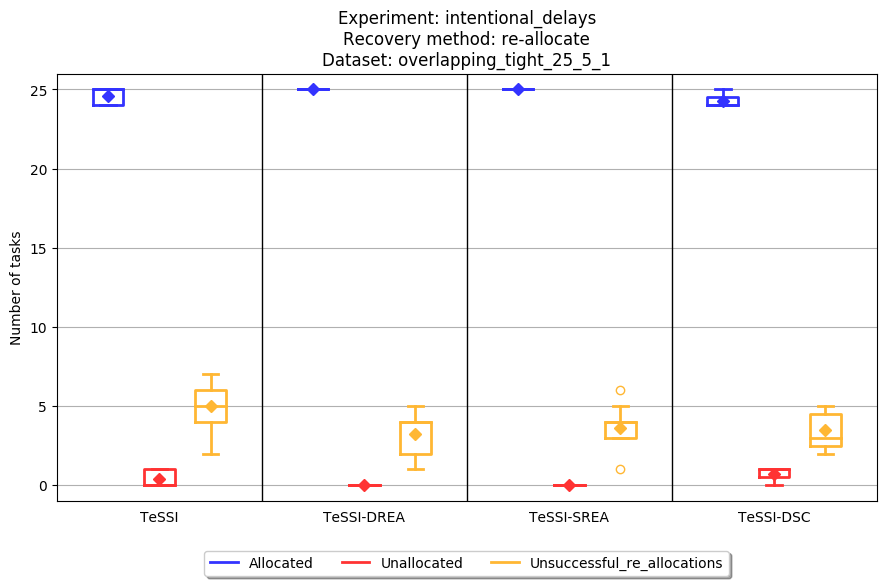 Experiment: intentional_delays
Recovery method: re-allocate
Dataset: overlapping_tight_25_5_1
Number of tasks
25
20
15
10
5
0
TeSSI TeSSI-DREA TeSSI-SREA TeSSI-DSC
Allocated Unallocated Unsuccessful_re_allocations